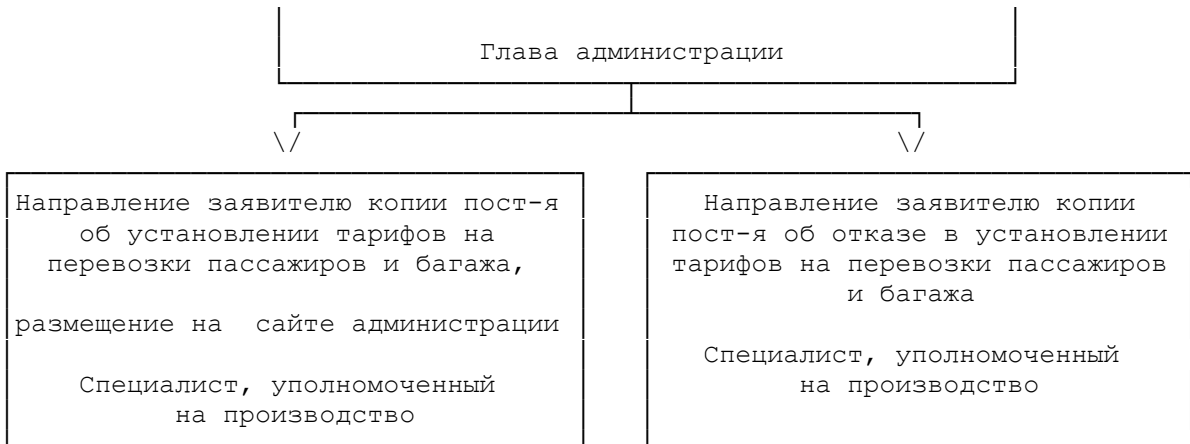 Глава администрации
Направление заявителю копии пост-я
об установлении тарифов на
перевозки пассажиров и багажа,
размещение на сайте администрации
Специалист, уполномоченный
на производство
Направление заявителю копии
пост-я об отказе в установлении
тарифов на перевозки пассажиров
и багажа
Специалист, уполномоченный
на производство